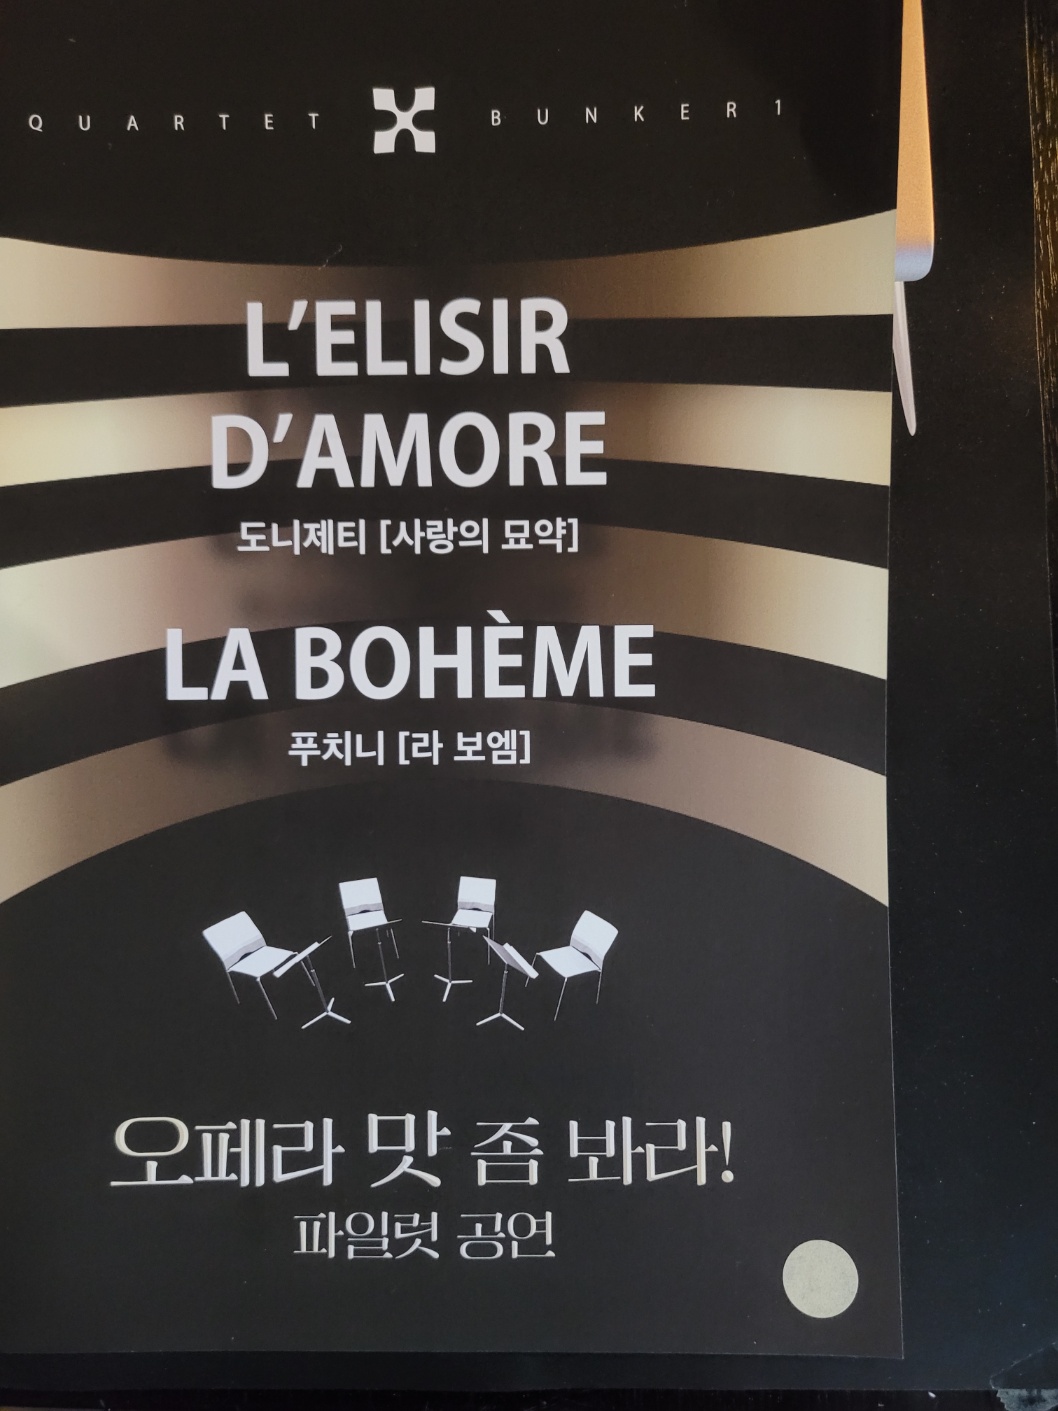 QUARTET BUNKER1
L'ELISIR
D'AMORE
도니제티 [사랑의 묘약]
LA BOHÈME
푸치니 [라 보엠]
오페라 맛 좀 봐라!
파일럿 공연